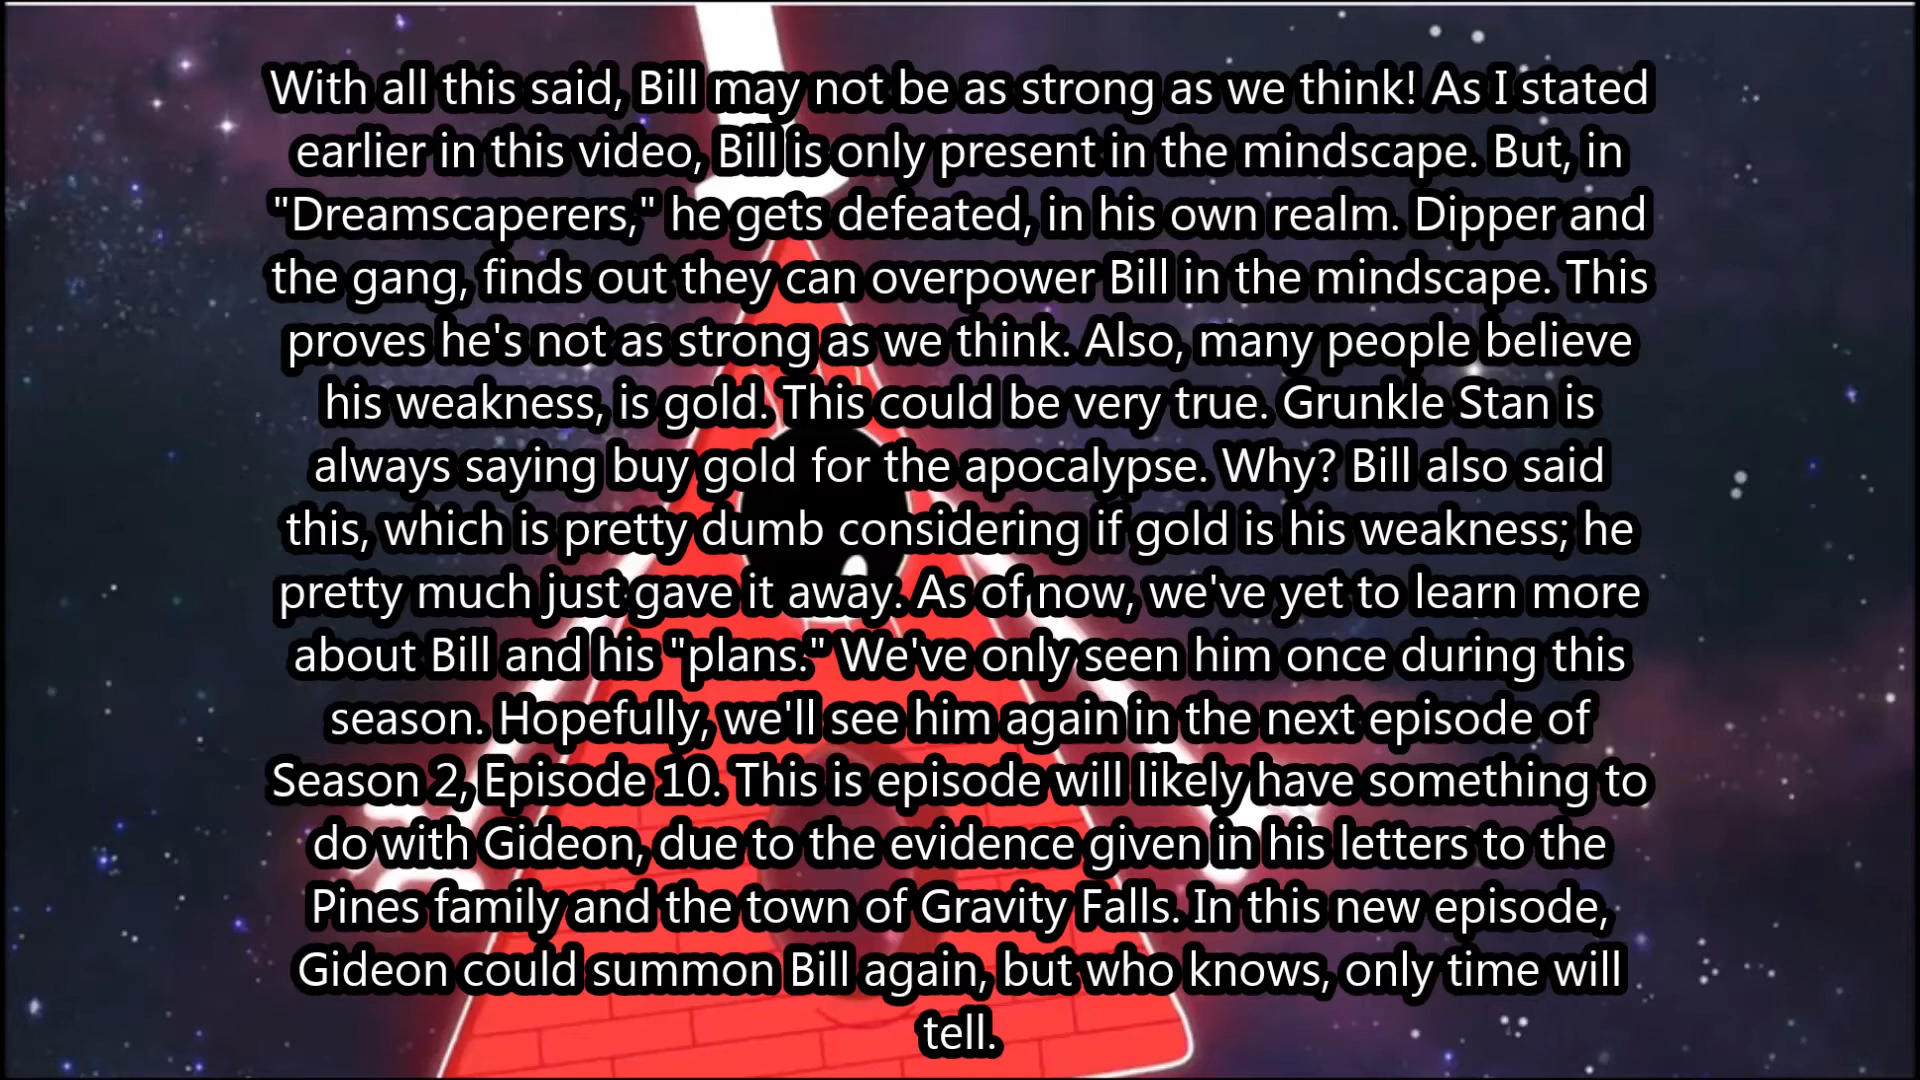 With all this said, Bill may not be as strong as we think! As I stated
earlier in this video, Bill is only present in the mindscape. But, in
"Dreamscaperers," he gets defeated, in his own realm. Dipper and
the gang, finds out they can overpower Bill in the mindscape. This
proves he's not as strong as we think. Also, many people believe
his weakness, is gold. This could be very true. Grunkle Stan is
always saying buy gold for the apocalypse. Why? Bill also said
this, which is pretty dumb considering if gold is his weakness; he
pretty much just gave it away. As of now, we've yet to learn more
about Bill and his "plans." We've only seen him once during this
season. Hopefully, we'll see him again in the next episode of
Season 2, Episode 10. This is episode will likely have something to
do with Gideon, due to the evidence given in his letters to the
Pines family and the town of Gravity Falls. In this new episode,
Gideon could summon Bill again, but who knows, only time will
tell.